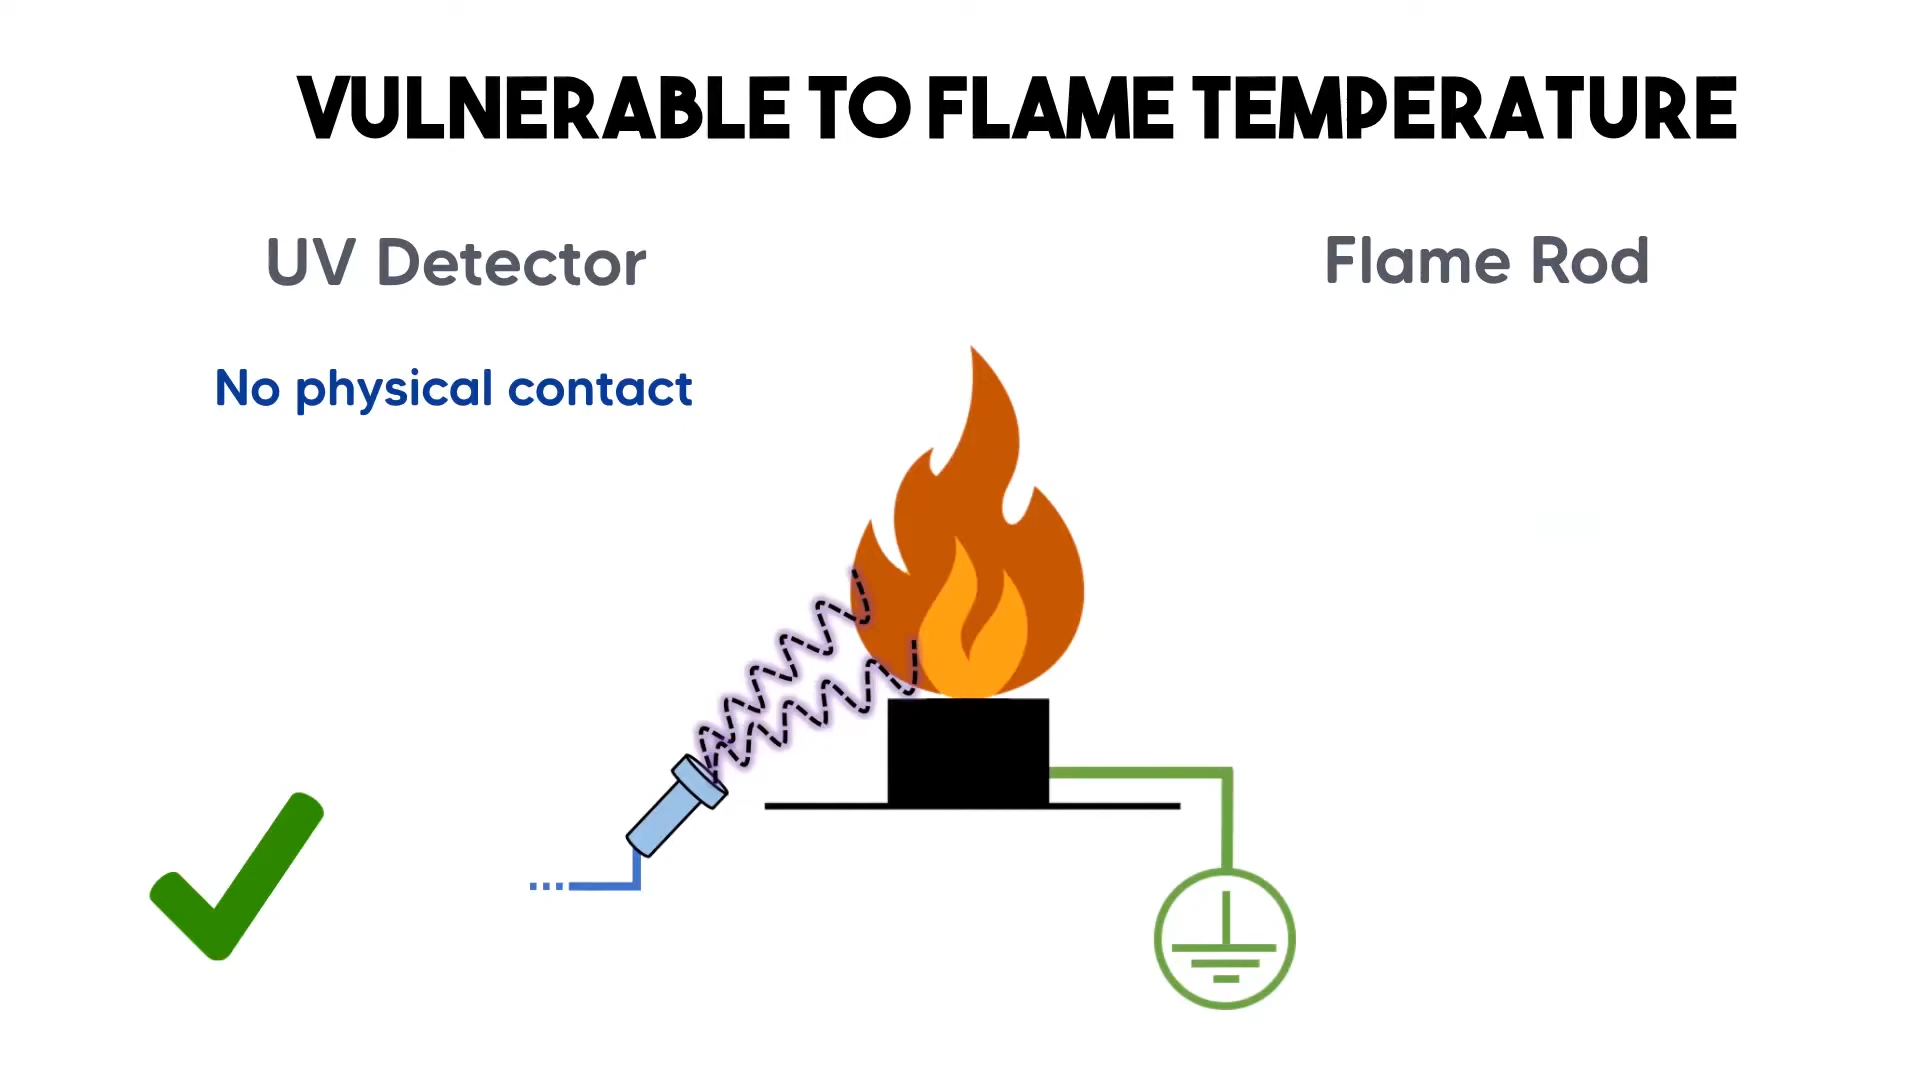 VULNERABLE TO FLAME TEMPERATURE
UV Detector
Flame Rod
No physical contact